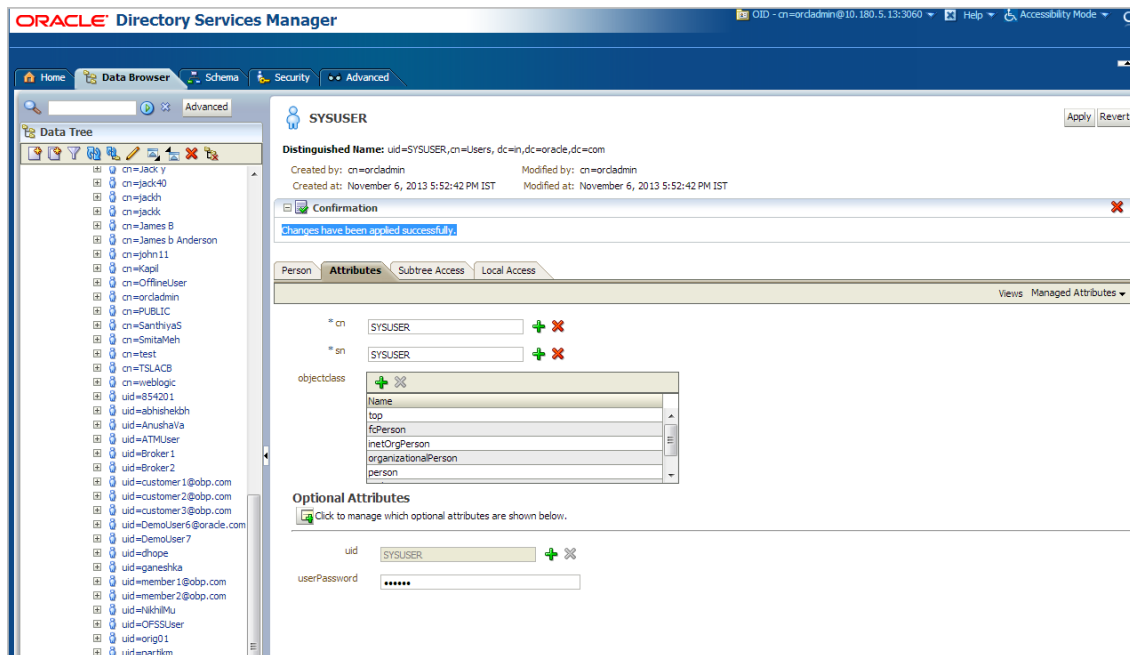 ORACLE Directory Services Manager
OID - cn=orcladmin@10.180.5.13:3060 Help Accessibility Mode
Home Data Browser Schema Security Advanced
Advanced
Data Tree
cn=Jack y
cn=jack40
cn=jackh
cn=jackk
cn=James B
cn=James b Anderson
cn=john11
cn=Kapil
cn=OfflineUser
cn=orcladmin
cn=PUBLIC
cn=SanthiyaS
cn=SmitaMeh
cn=test
cn=TSLACB
cn=weblogic
uid=854201
uid=abhishekbh
uid=AnushaVa
uid=ATMUser
uid=Broker1
uid=Broker2
uid=customer1@obp.com
uid=customer2@obp.com
uid=customer3@obp.com
uid=DemoUser6@oracle.com
uid=DemoUser7
uid=dhope
uid=ganeshka
uid=member1@obp.com
uid=member2@obp.com
uid=NikhilMu
uid=OFSSUser
uid=orig01
uid=partikm
SYSUSER
Apply Revert
Distinguished Name: uid=SYSUSER,cn=Users, dc=in,dc=oracle,dc=com
Created by: cn=orcladmin Modified by: cn=orcladmin
Created at: November 6, 2013 5:52:42 PM IST Modified at: November 6, 2013 5:52:42 PM IST
Confirmation
Changes have been applied successfully.
Person Attributes Subtree Access Local Access
Views Managed Attributes
* cn SYSUSER
* sn SYSUSER
objectclass
Name
top
fcPerson
inetOrgPerson
organizationalPerson
person
Optional Attributes
Click to manage which optional attributes are shown below.
uid SYSUSER
userPassword ••••••